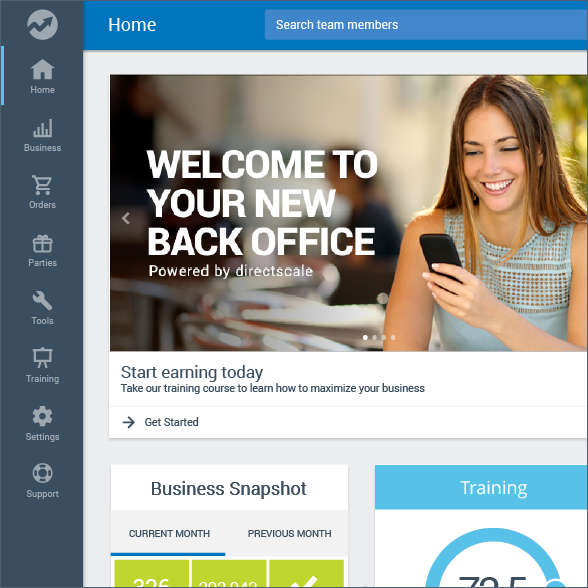 Home
Search team members
Home
Business
Orders
Parties
Tools
Training
Settings
Support
WELCOME TO
YOUR NEW
BACK OFFICE
Powered by directscale
Start earning today
Take our training course to learn how to maximize your business
Get Started
Business Snapshot
CURRENT MONTH
PREVIOUS MONTH
Training